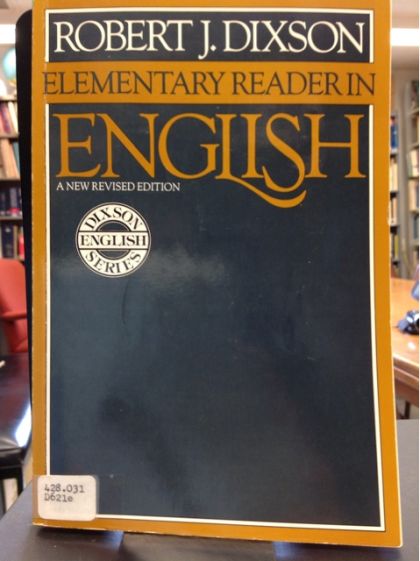 ROBERT J. DIXSON
ELEMENTARY READER IN
ENGLISH
A NEW REVISED EDITION
DIXSON
ENGLISH
SERIES
428.031
D621e